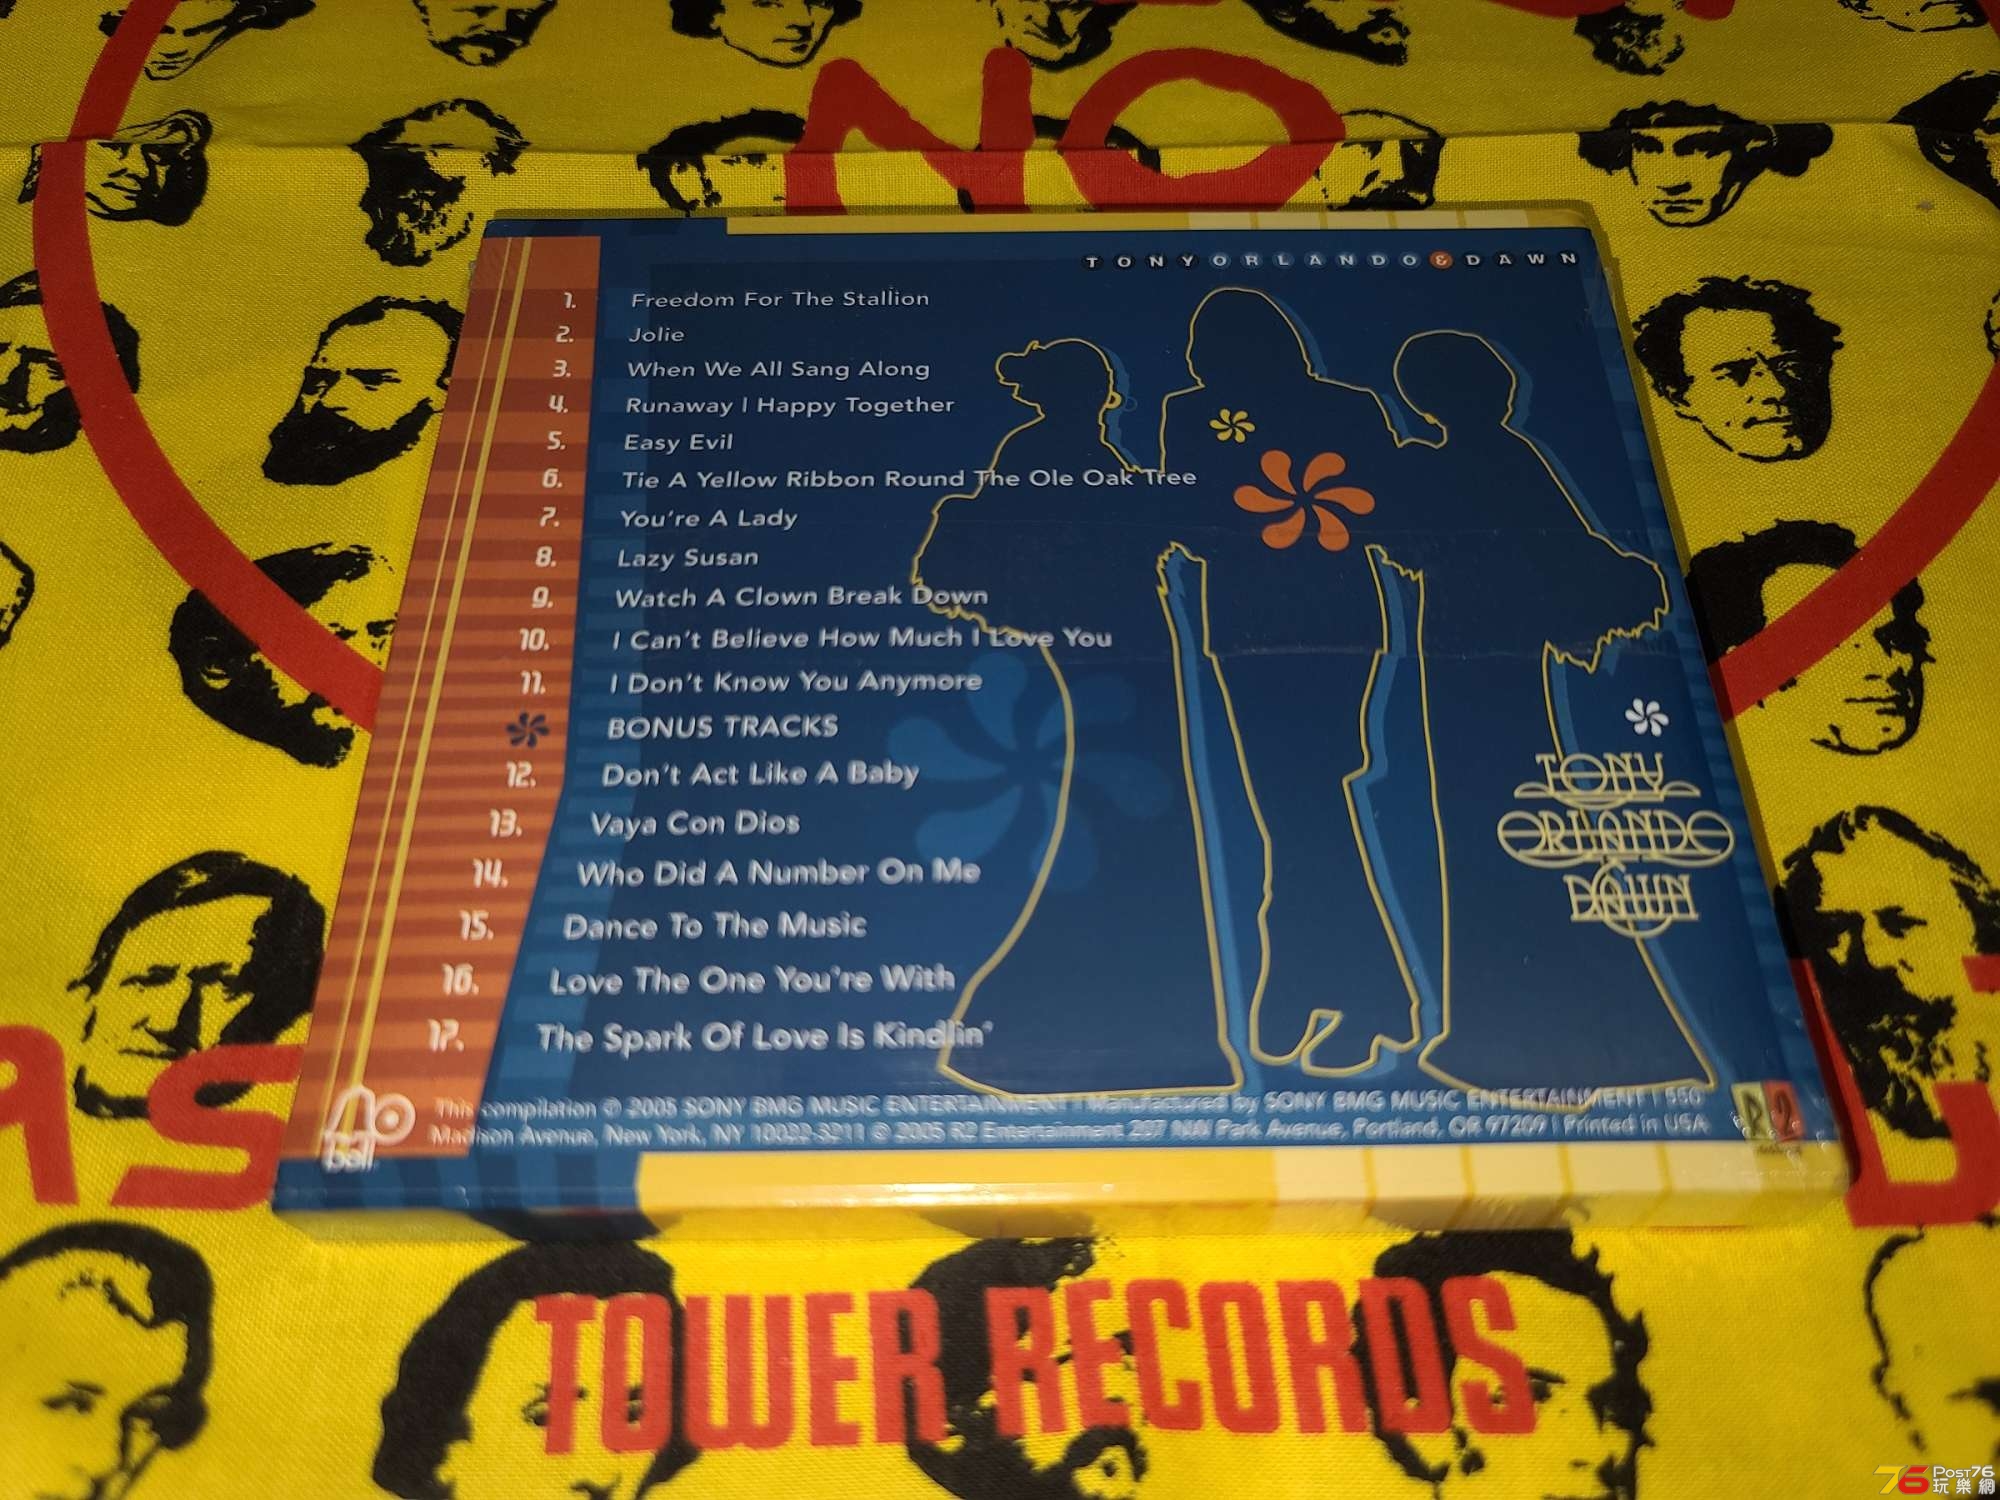 NO
TONY ORLANDO & DAWN
1. Freedom For The Stallion
2. Jolie
3. When We All Sang Along
4. Runaway | Happy Together
5. Easy Evil
6. Tie A Yellow Ribbon Round The Ole Oak Tree
7. You're A Lady
8. Lazy Susan
9. Watch A Clown Break Down
10. I Can't Believe How Much I Love You
11. I Don't Know You Anymore
BONUS TRACKS
12. Don't Act Like A Baby
13. Vaya Con Dios
14. Who Did A Number On Me
15. Dance To The Music
16. Love The One You're With
17. The Spark Of Love Is Kindlin'
TONY
ORLANDO
&
DAWN
bell
This compilation ℗ 2005 SONY BMG MUSIC ENTERTAINMENT | Manufactured by SONY BMG MUSIC ENTERTAINMENT | 550
Madison Avenue, New York, NY 10022-3211 © 2005 R2 Entertainment 207 NW Park Avenue, Portland, OR 97209 | Printed in USA
R2
TOWER RECORDS
76 POST76
玩樂網